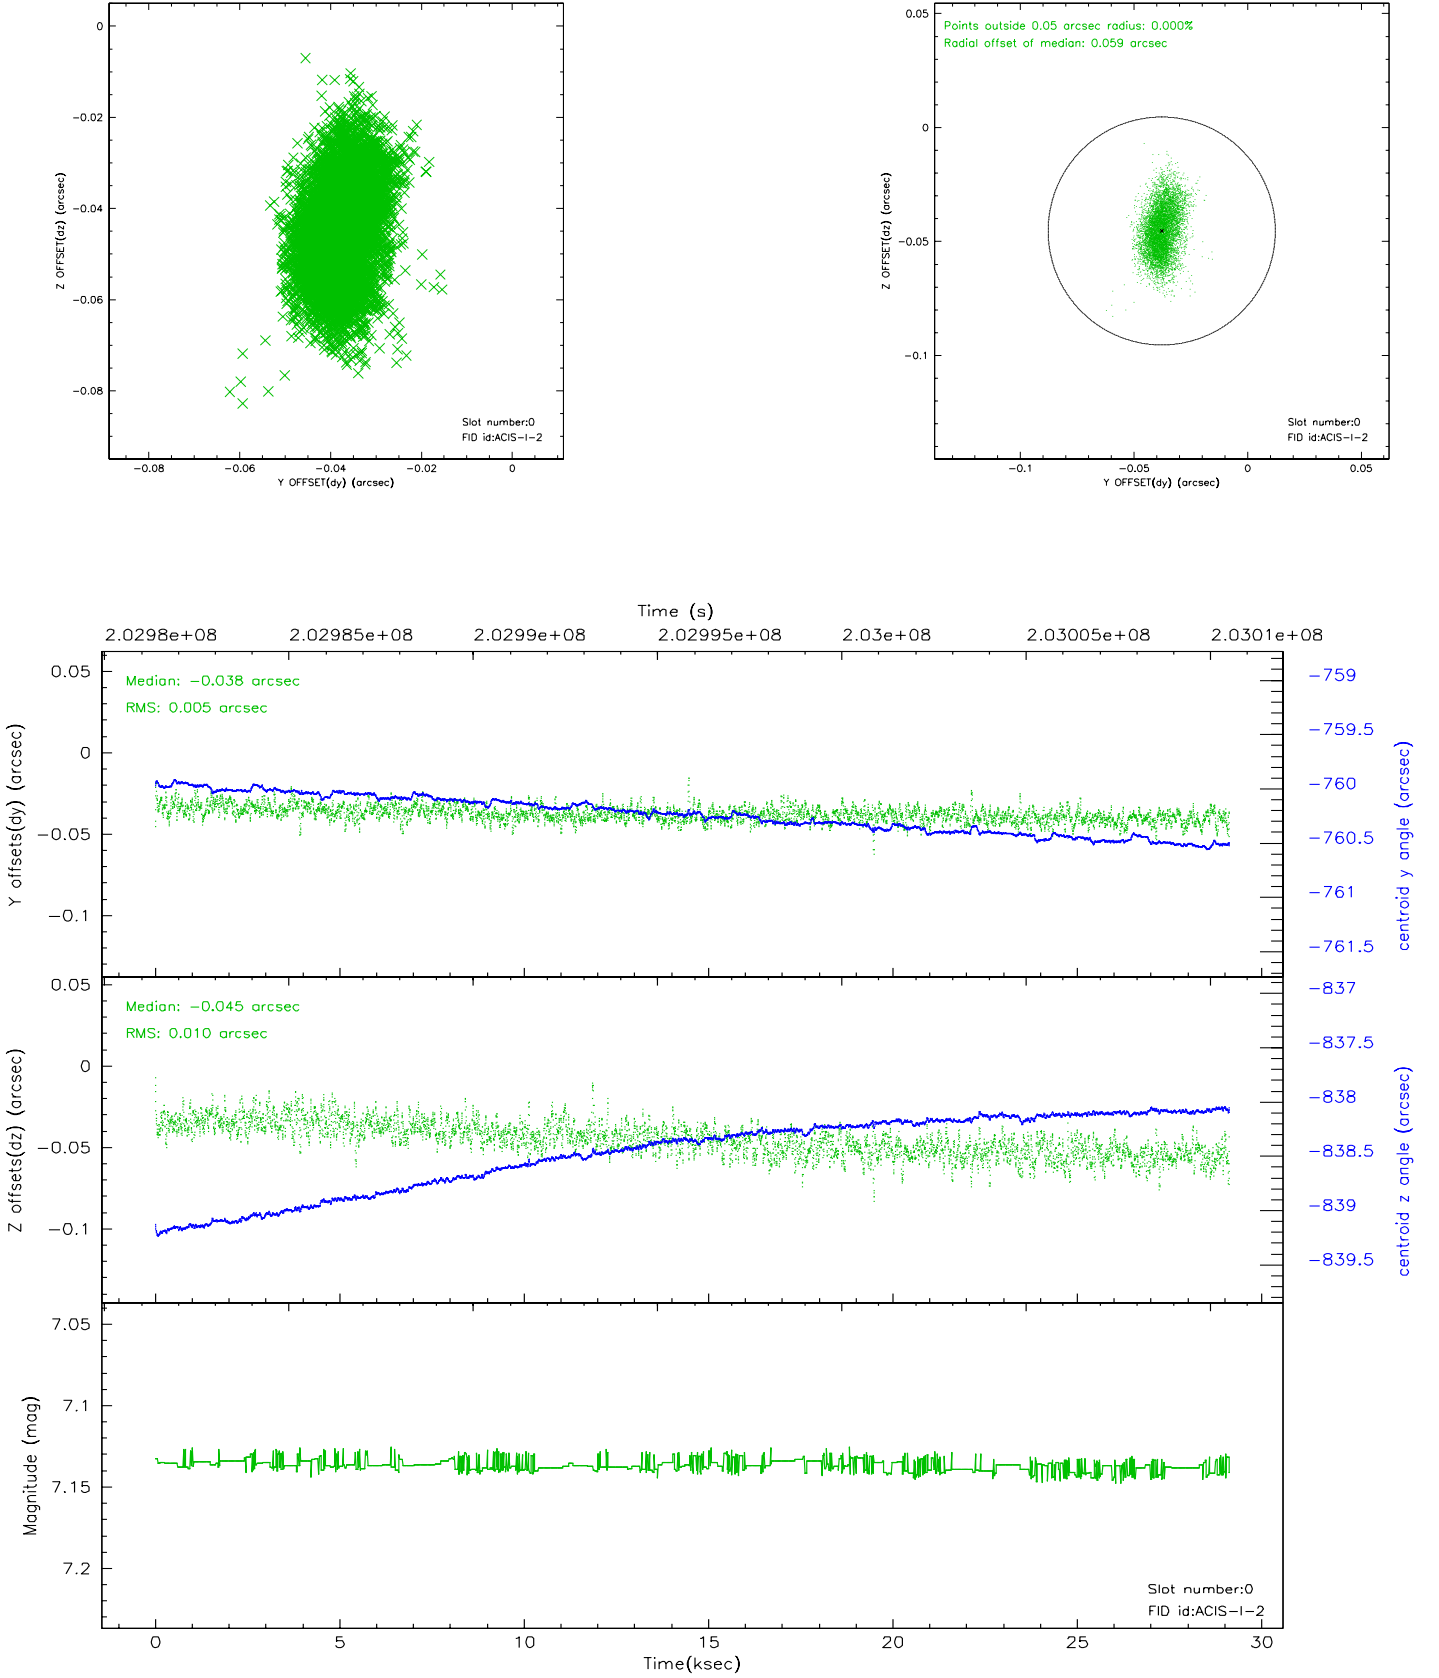 0
−0.02
−0.04
−0.06
−0.08
Z OFFSET(dz) (arcsec)
Slot number:0
FID id:ACIS−I−2
−0.08 −0.06 −0.04 −0.02 0
Y OFFSET(dy) (arcsec)
Points outside 0.05 arcsec radius: 0.000%
Radial offset of median: 0.059 arcsec
0.05
0
−0.05
−0.1
Z OFFSET(dz) (arcsec)
Slot number:0
FID id:ACIS−I−2
−0.1 −0.05 0 0.05
Y OFFSET(dy) (arcsec)
Time (s)
2.0298e+08 2.02985e+08 2.0299e+08 2.02995e+08 2.03e+08 2.03005e+08 2.0301e+08
Median: −0.038 arcsec
RMS: 0.005 arcsec
0.05
0
−0.05
−0.1
Y offsets(dy) (arcsec)
−759
−759.5
−760
−760.5
−761
−761.5
centroid y angle (arcsec)
Median: −0.045 arcsec
RMS: 0.010 arcsec
0.05
0
−0.05
−0.1
Z offsets(dz) (arcsec)
−837
−837.5
−838
−838.5
−839
−839.5
centroid z angle (arcsec)
7.05
7.1
7.15
7.2
Magnitude (mag)
Slot number:0
FID id:ACIS−I−2
0 5 10 15 20 25 30
Time(ksec)